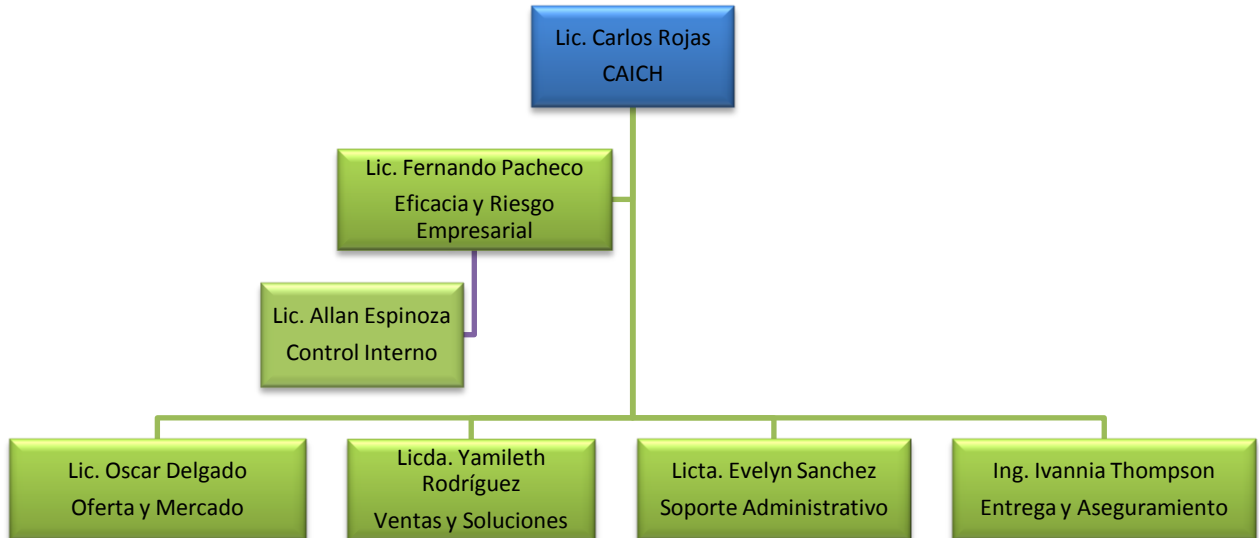 Lic. Carlos Rojas
CAICH
Lic. Fernando Pacheco
Eficacia y Riesgo
Empresarial
Lic. Allan Espinoza
Control Interno
Lic. Oscar Delgado
Oferta y Mercado
Licda. Yamileth
Rodríguez
Ventas y Soluciones
Licta. Evelyn Sanchez
Soporte Administrativo
Ing. Ivannia Thompson
Entrega y Aseguramiento